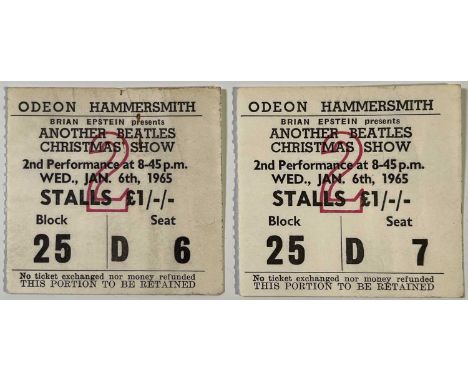 ODEON HAMMERSMITH
BRIAN EPSTEIN presents
ANOTHER BEATLES
CHRISTMAS SHOW
2nd Performance at 8-45 p.m.
WED., JAN. 6th, 1965
STALLS £1/-/-
2
Block Seat
25 D 6
No ticket exchanged nor money refunded
THIS PORTION TO BE RETAINED
ODEON HAMMERSMITH
BRIAN EPSTEIN presents
ANOTHER BEATLES
CHRISTMAS SHOW
2nd Performance at 8-45 p.m.
WED., JAN. 6th, 1965
STALLS £1/-/-
2
Block Seat
25 D 7
No ticket exchanged nor money refunded
THIS PORTION TO BE RETAINED